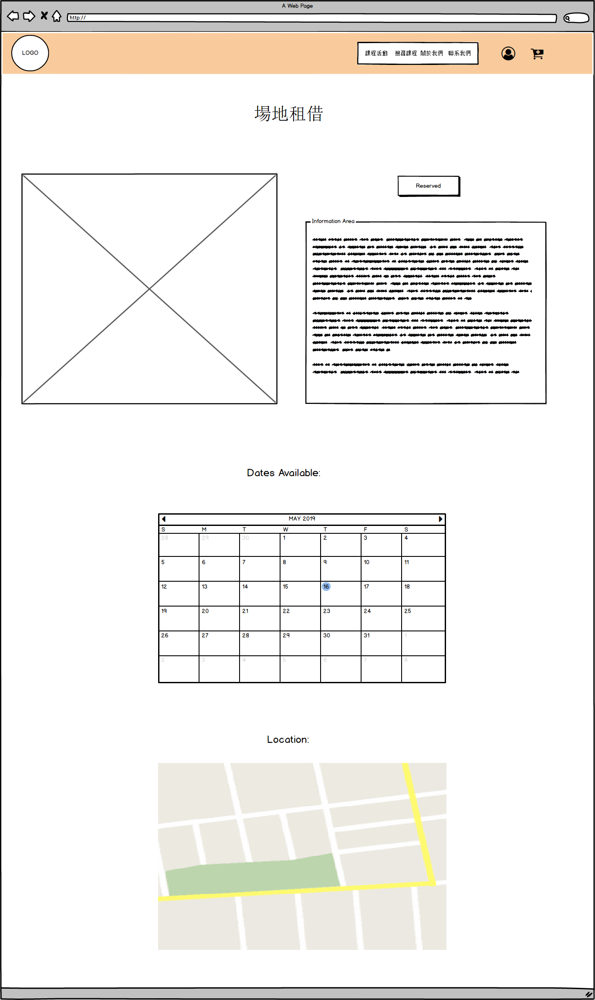 A Web Page
http://
LOGO
課程活動 搜尋課程 關於我們 聯系我們
場地租借
Reserved
Information Area
Dates Available:
MAY 2019
S M T W T F S
28 29 30 1 2 3 4
5 6 7 8 9 10 11
12 13 14 15 16 17 18
19 20 21 22 23 24 25
26 27 28 29 30 31 1
2 3 4 5 6 7 8
Location: